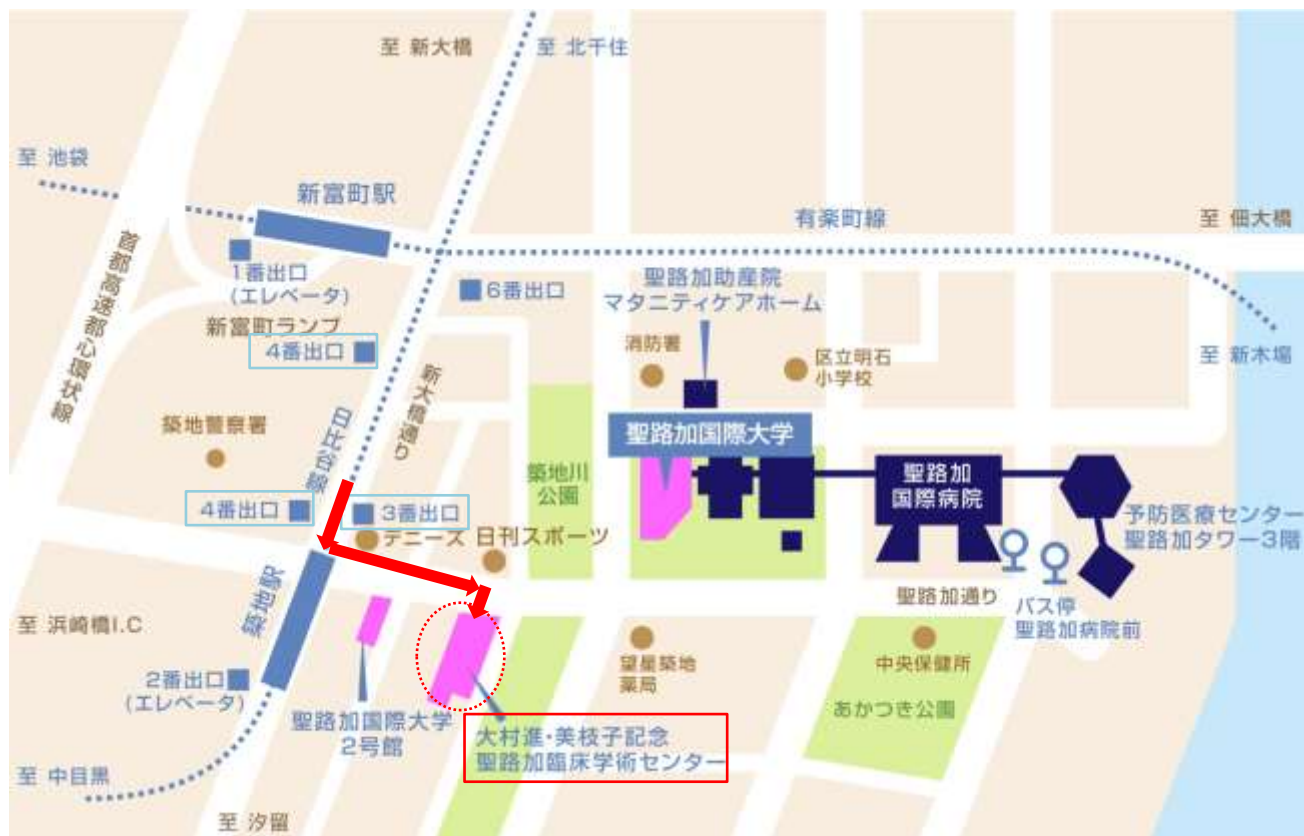 至 新大橋
至 北千住
至 池袋
新富町駅
有楽町線
至 佃大橋
首都高速都心環状線
1番出口
(エレベータ)
6番出口
聖路加助産院
マタニティケアホーム
新富町ランプ
4番出口
消防署
区立明石
小学校
至 新木場
新大橋通り
日比谷線
築地警察署
聖路加国際大学
築地川
公園
聖路加
国際病院
4番出口
3番出口
デニーズ
日刊スポーツ
予防医療センター
聖路加タワー3階
聖路加通り
バス停
聖路加病院前
至 浜崎橋I.C
築地駅
望星築地
薬局
中央保健所
2番出口
(エレベータ)
あかつき公園
聖路加国際大学
2号館
大村進・美枝子記念
聖路加臨床学術センター
至 中目黒
至 汐留